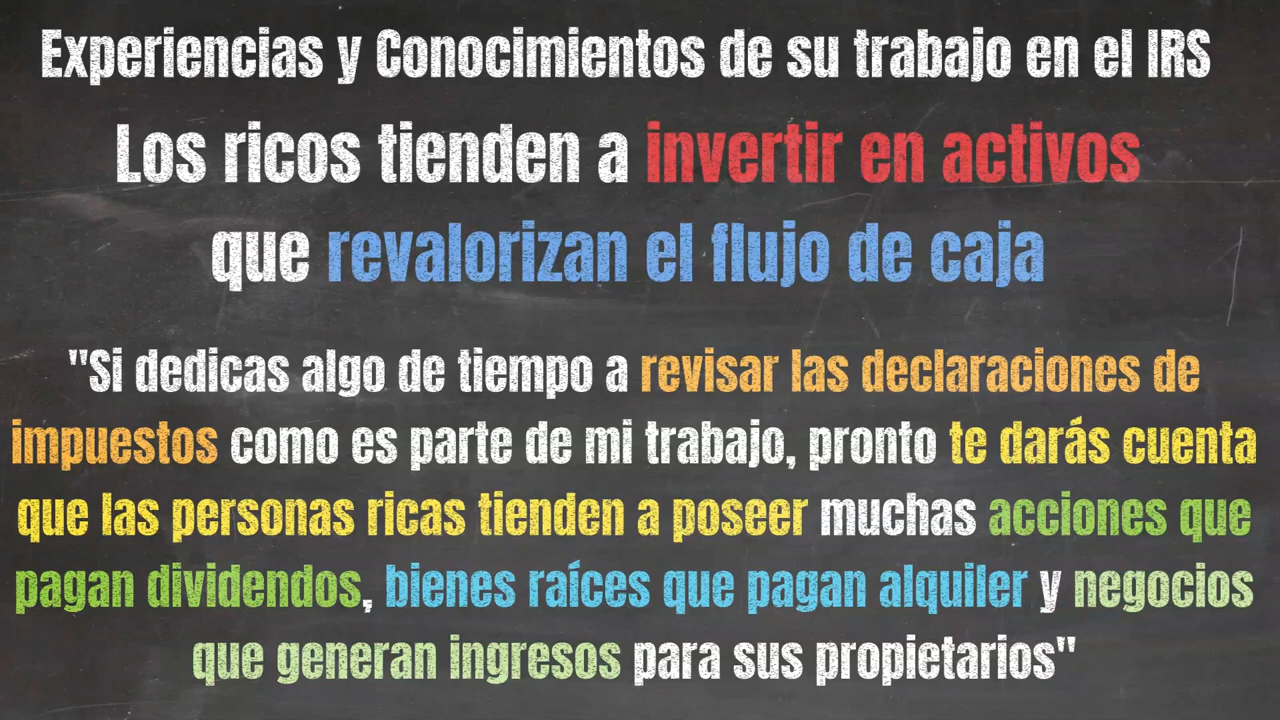 Experiencias y Conocimientos de su trabajo en el IRS
Los ricos tienden a invertir en activos
que revalorizan el flujo de caja
"Si dedicas algo de tiempo a revisar las declaraciones de
impuestos como es parte de mi trabajo, pronto te darás cuenta
que las personas ricas tienden a poseer muchas acciones que
pagan dividendos, bienes raíces que pagan alquiler y negocios
que generan ingresos para sus propietarios"